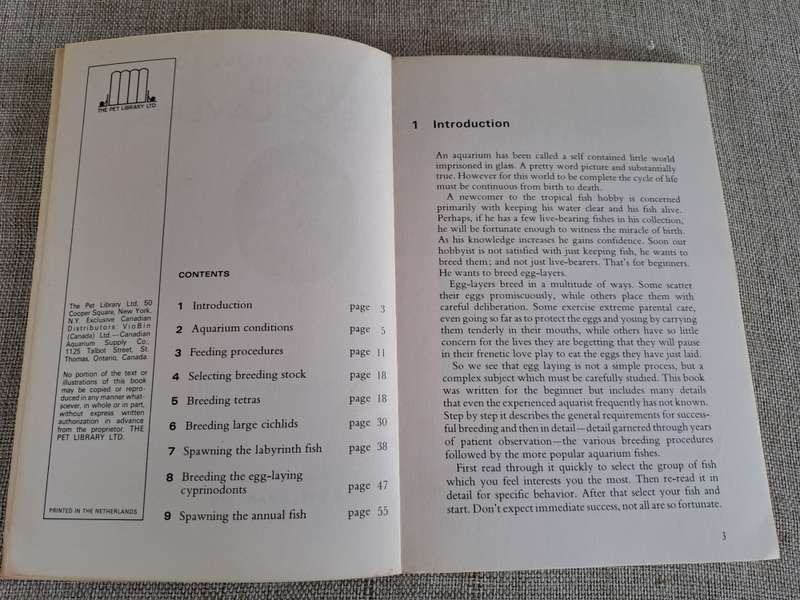 THE PET LIBRARY LTD
The Pet Library Ltd, 50
Cooper Square, New York,
N.Y. Exclusive Canadian
Distributors: VioBin
(Canada) Ltd.—Canadian
Aquarium Supply Co.,
1125 Talbot Street, St.
Thomas, Ontario, Canada.
No portion of the text or
illustrations of this book
may be copied or repro-
duced in any manner what-
soever, in whole or in part,
without express written
authorization in advance
from the proprietor. THE
PET LIBRARY LTD.
PRINTED IN THE NETHERLANDS
CONTENTS
1 Introduction page 3
2 Aquarium conditions page 5
3 Feeding procedures page 11
4 Selecting breeding stock page 18
5 Breeding tetras page 18
6 Breeding large cichlids page 30
7 Spawning the labyrinth fish page 38
8 Breeding the egg-laying
cyprinodonts page 47
9 Spawning the annual fish page 55
1 Introduction
An aquarium has been called a self contained little world
imprisoned in glass. A pretty word picture and substantially
true. However for this world to be complete the cycle of life
must be continuous from birth to death.
A newcomer to the tropical fish hobby is concerned
primarily with keeping his water clear and his fish alive.
Perhaps, if he has a few live-bearing fishes in his collection,
he will be fortunate enough to witness the miracle of birth.
As his knowledge increases he gains confidence. Soon our
hobbyist is not satisfied with just keeping fish, he wants to
breed them; and not just live-bearers. That's for beginners.
He wants to breed egg-layers.
Egg-layers breed in a multitude of ways. Some scatter
their eggs promiscuously, while others place them with
careful deliberation. Some exercise extreme parental care,
even going so far as to protect the eggs and young by carrying
them tenderly in their mouths, while others have so little
concern for the lives they are begetting that they will pause
in their frenetic love play to eat the eggs they have just laid.
So we see that egg laying is not a simple process, but a
complex subject which must be carefully studied. This book
was written for the beginner but includes many details
that even the experienced aquarist frequently has not known.
Step by step it describes the general requirements for success-
ful breeding and then in detail—detail garnered through years
of patient observation—the various breeding procedures
followed by the more popular aquarium fishes.
First read through it quickly to select the group of fish
which you feel interests you the most. Then re-read it in
detail for specific behavior. After that select your fish and
start. Don't expect immediate success, not all are so fortunate.
3